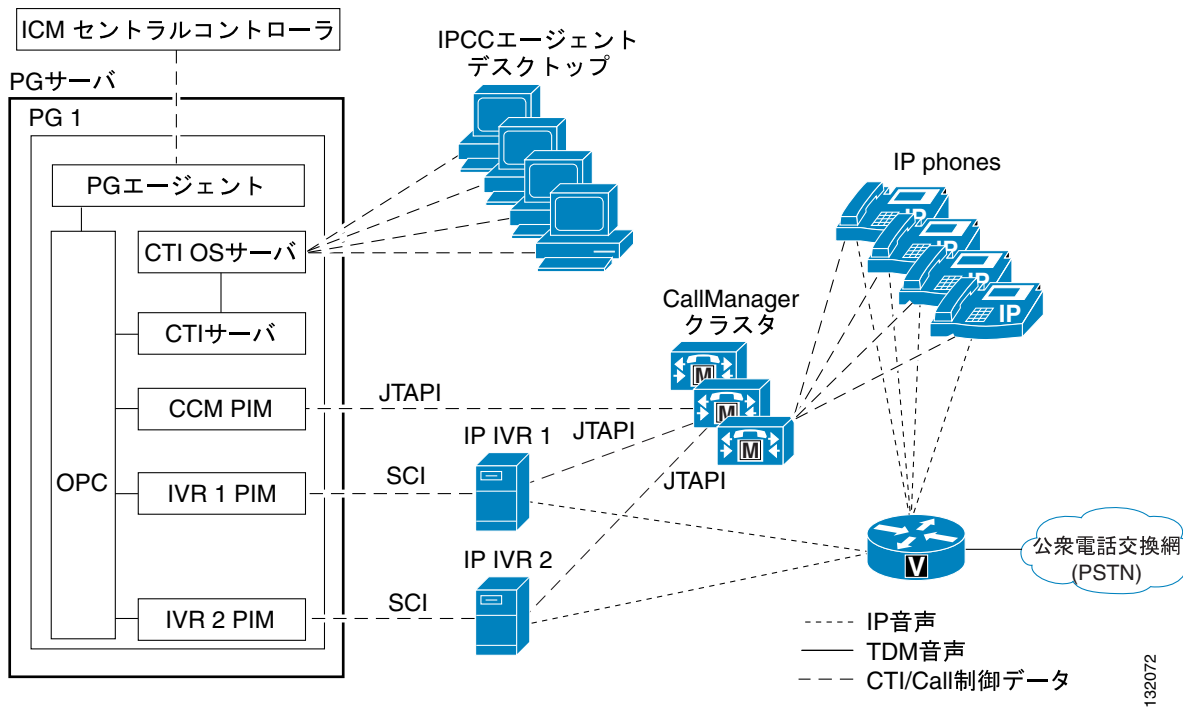 ICM セントラルコントローラ
PGサーバ
PG 1
PGエージェント
CTI OSサーバ
CTIサーバ
CCM PIM
OPC
IVR 1 PIM
IVR 2 PIM
IPCCエージェント
デスクトップ
IP phones
IP
IP
IP
IP
CallManager
クラスタ
M
M
M
JTAPI
IP IVR 1
JTAPI
SCI
JTAPI
IP IVR 2
SCI
V
公衆電話交換網
(PSTN)
IP音声
TDM音声
CTI/Call制御データ
132072